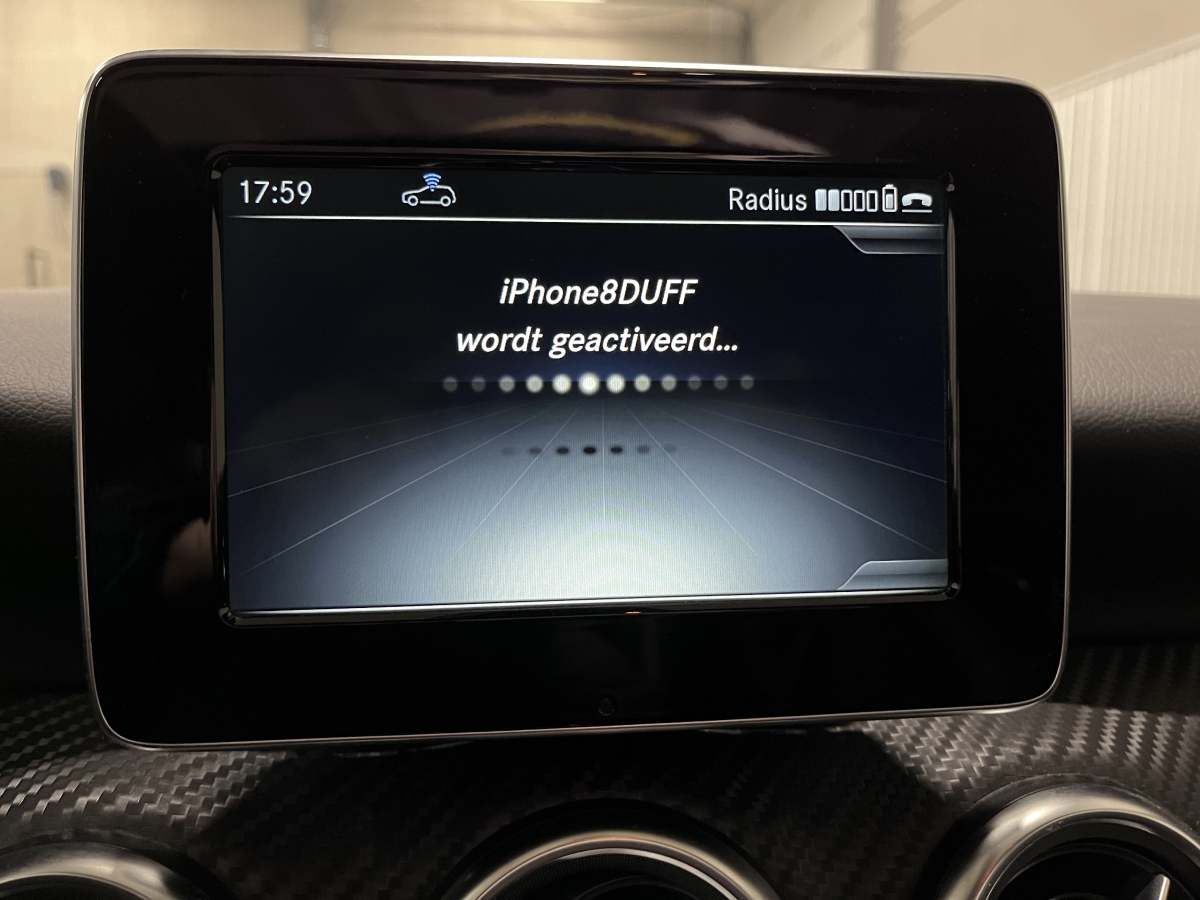 17:59
Radius
iPhone8DUFF
wordt geactiveerd...